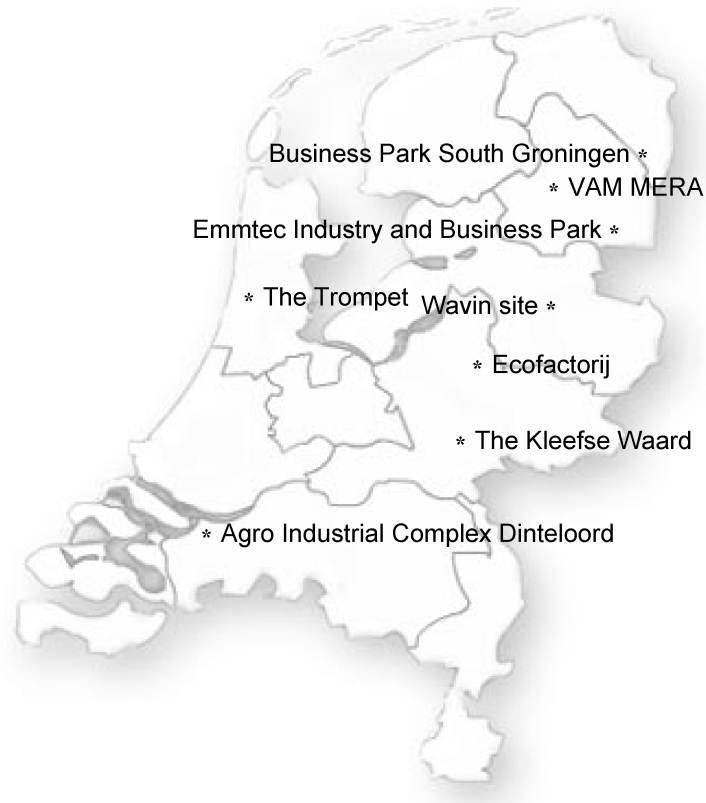 Business Park South Groningen *
* VAM MERA
Emmtec Industry and Business Park *
* The Trompet
Wavin site *
* Ecofactorij
* The Kleefse Waard
* Agro Industrial Complex Dinteloord